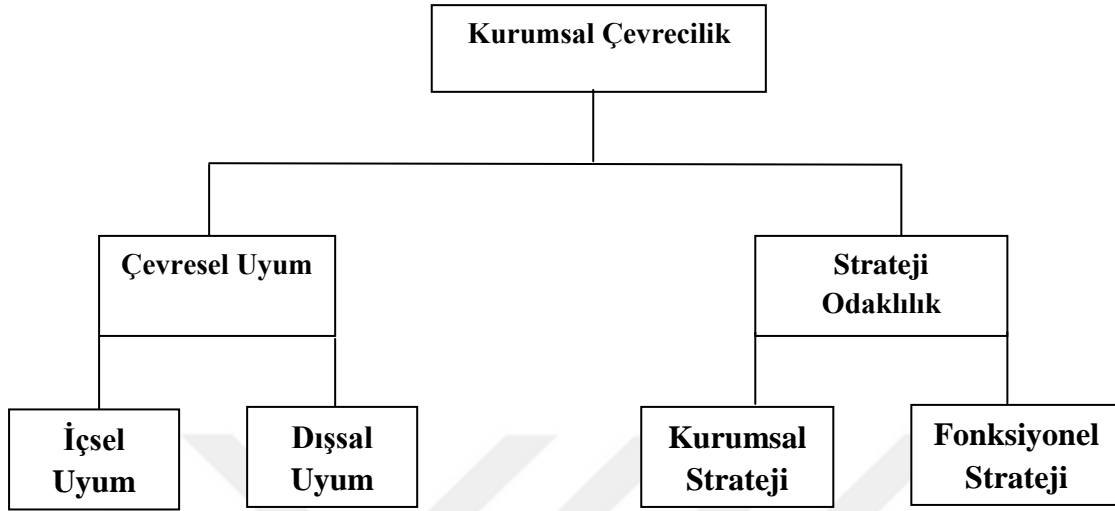 Kurumsal Çevrecilik
Çevresel Uyum
Strateji
Odaklılık
İçsel
Uyum
Dışsal
Uyum
Kurumsal
Strateji
Fonksiyonel
Strateji